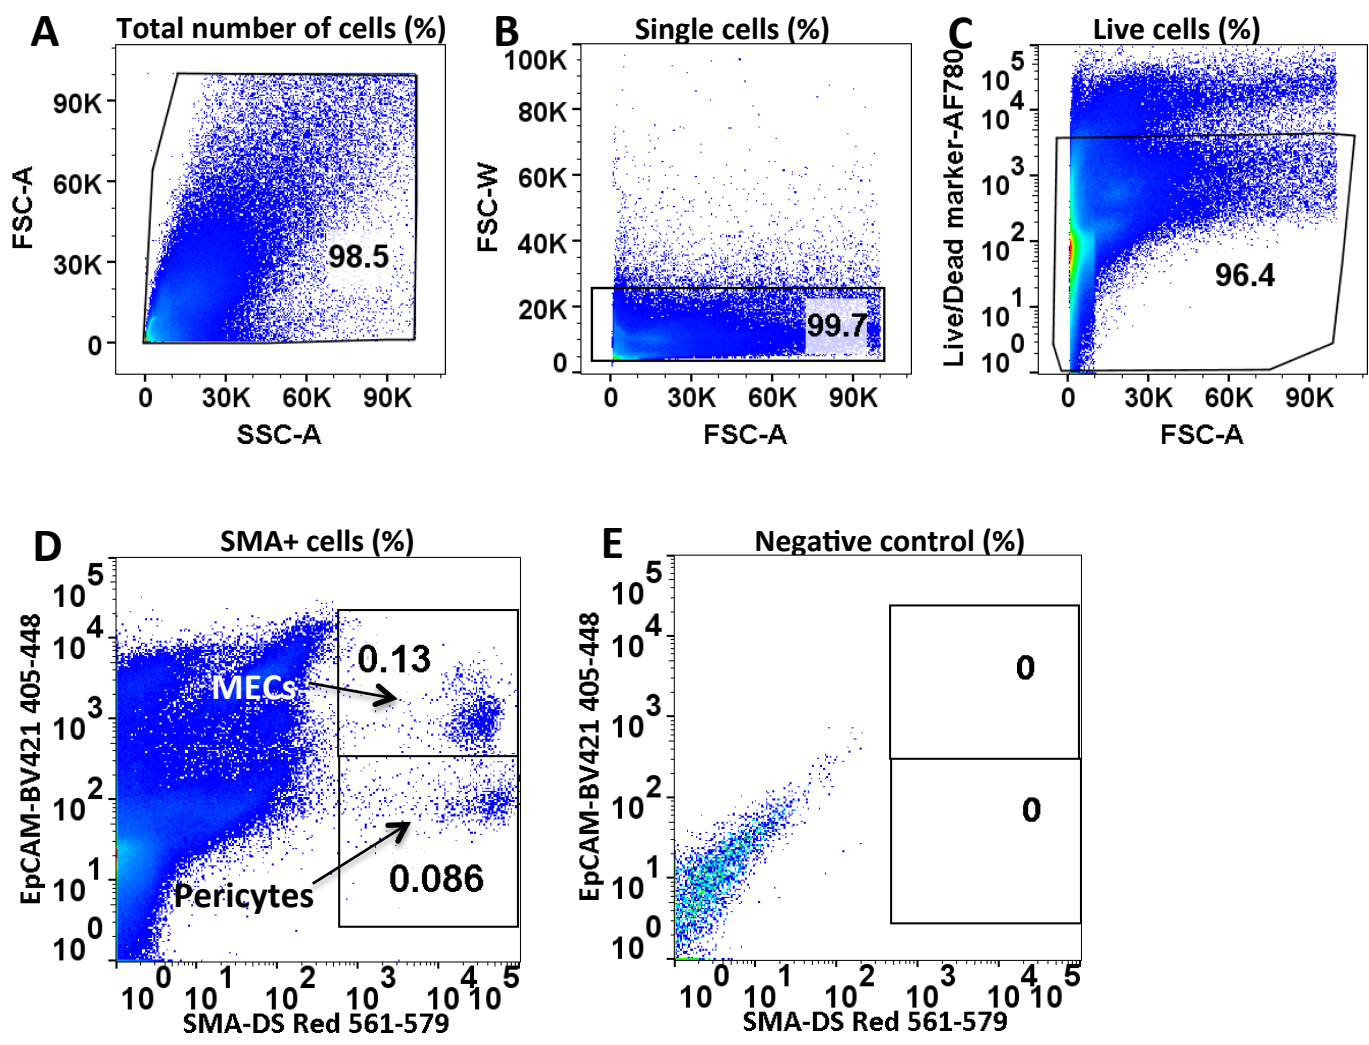 A Total number of cells (%)
FSC-A
90K
60K
30K
0
98.5
0 30K 60K 90K
SSC-A
B Single cells (%)
FSC-W
100K
80K
60K
40K
20K
0
99.7
0 30K 60K 90K
FSC-A
C Live cells (%)
Live/Dead marker-AF780
10^5
10^4
10^3
10^2
10^1
10^0
96.4
0 30K 60K 90K
FSC-A
D SMA+ cells (%)
EpCAM-BV421 405-448
10^5
10^4
10^3
10^2
10^1
10^0
0.13
MECs
Pericytes
0.086
10^0 10^1 10^2 10^3 10^4 10^5
SMA-DS Red 561-579
E Negative control (%)
EpCAM-BV421 405-448
10^5
10^4
10^3
10^2
10^1
10^0
0
0
10^0 10^1 10^2 10^3 10^4 10^5
SMA-DS Red 561-579